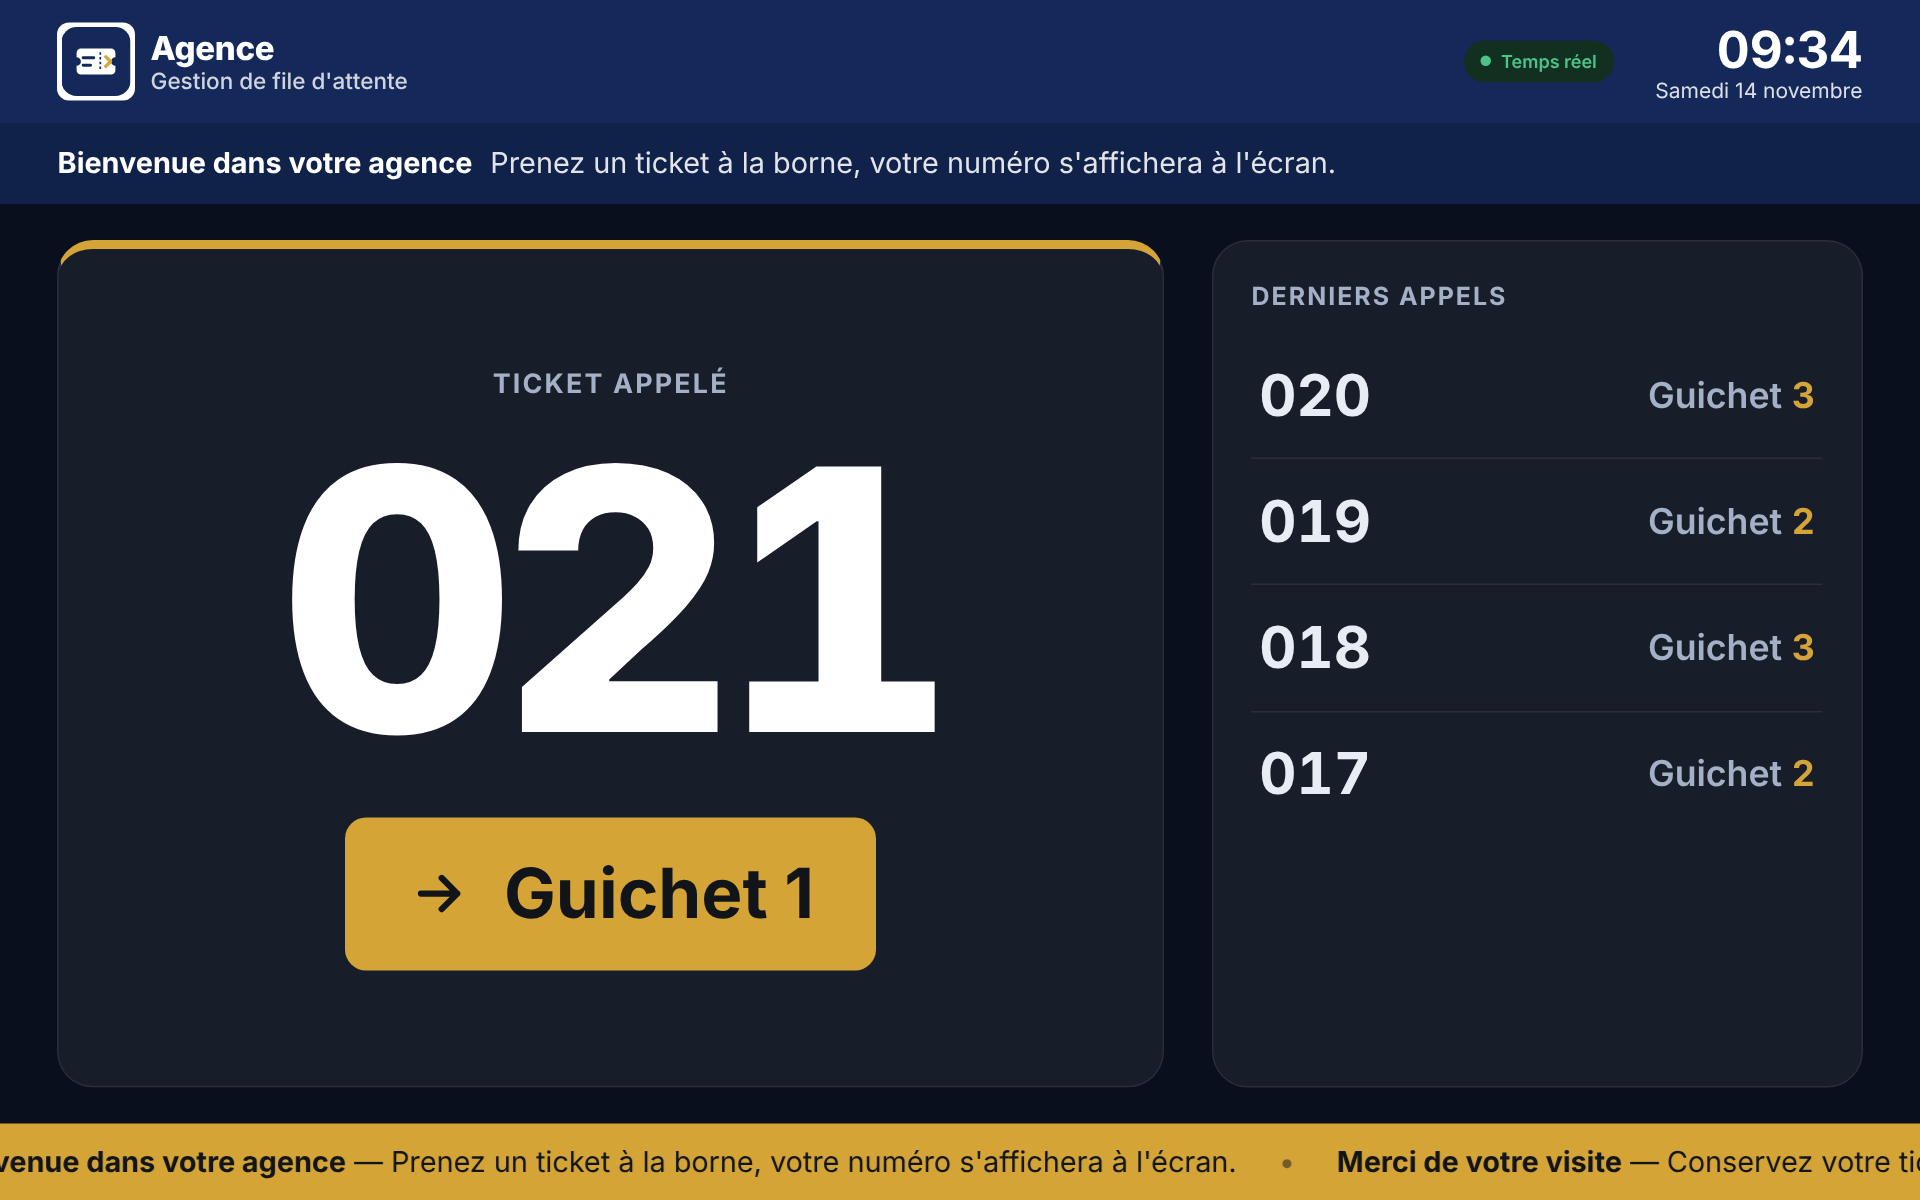 Agence
Gestion de file d'attente
Temps réel
09:34
Samedi 14 novembre
Bienvenue dans votre agence Prenez un ticket à la borne, votre numéro s'affichera à l'écran.
TICKET APPELÉ
021
→ Guichet 1
DERNIERS APPELS
020 Guichet 3
019 Guichet 2
018 Guichet 3
017 Guichet 2
venue dans votre agence — Prenez un ticket à la borne, votre numéro s'affichera à l'écran. • Merci de votre visite — Conservez votre